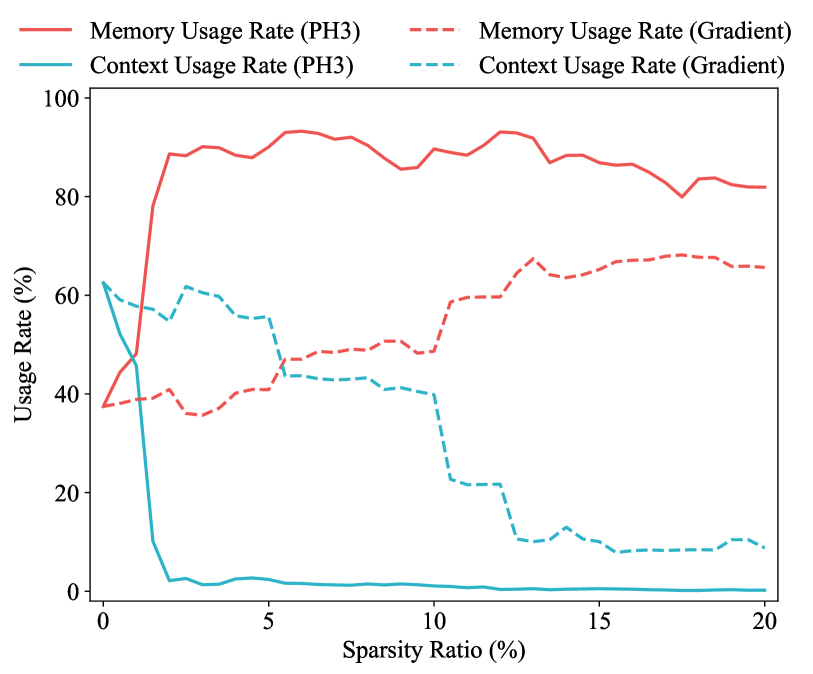 Memory Usage Rate (PH3) Memory Usage Rate (Gradient)
Context Usage Rate (PH3) Context Usage Rate (Gradient)
100
80
60
40
20
0
Usage Rate (%)
0 5 10 15 20
Sparsity Ratio (%)